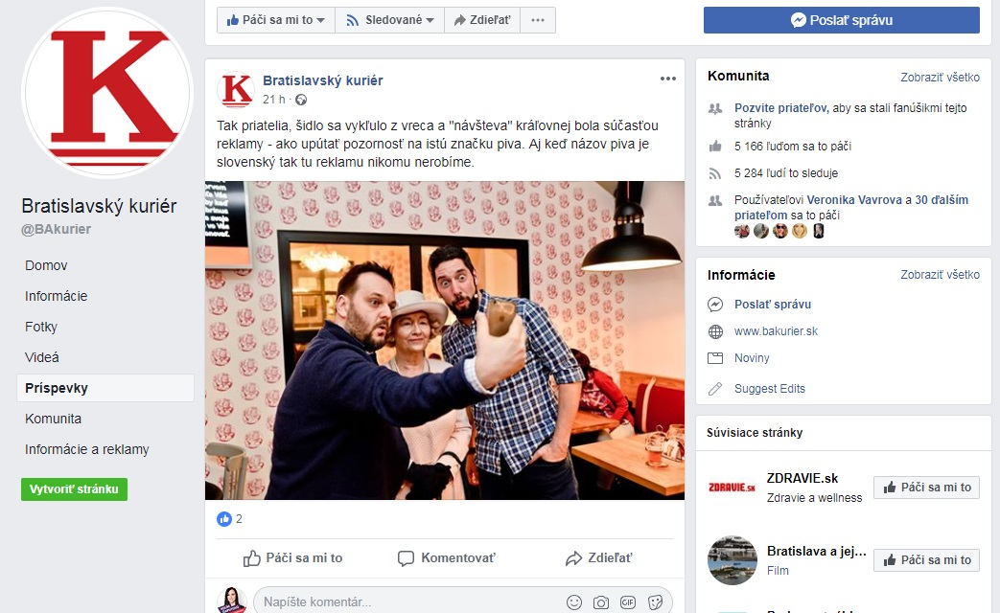 K
Bratislavský kuriér
@BAkurier
Domov
Informácie
Fotky
Videá
Príspevky
Komunita
Informácie a reklamy
Vytvoriť stránku
Páči sa mi to
Sledované
Zdieľať
Poslať správu
K
Bratislavský kuriér
21 h ·
Tak priatelia, šidlo sa vykľulo z vreca a "návšteva" kráľovnej bola súčasťou
reklamy - ako upútať pozornosť na istú značku piva. Aj keď názov piva je
slovenský tak tu reklamu nikomu nerobíme.
2
Páči sa mi to
Komentovať
Zdieľať
Napíšte komentár...
GIF
Komunita
Zobraziť všetko
Pozvite priateľov, aby sa stali fanúšikmi tejto
stránky
5 166 ľuďom sa to páči
5 284 ľudí to sleduje
Používateľovi Veronika Vavrova a 30 ďalším
priateľom sa to páči
Informácie
Zobraziť všetko
Poslať správu
www.bakurier.sk
Noviny
Suggest Edits
Súvisiace stránky
ZDRAVIE.SK
ZDRAVIE.sk
Zdravie a wellness
Páči sa mi to
Bratislava a jej...
Film
Páči sa mi to